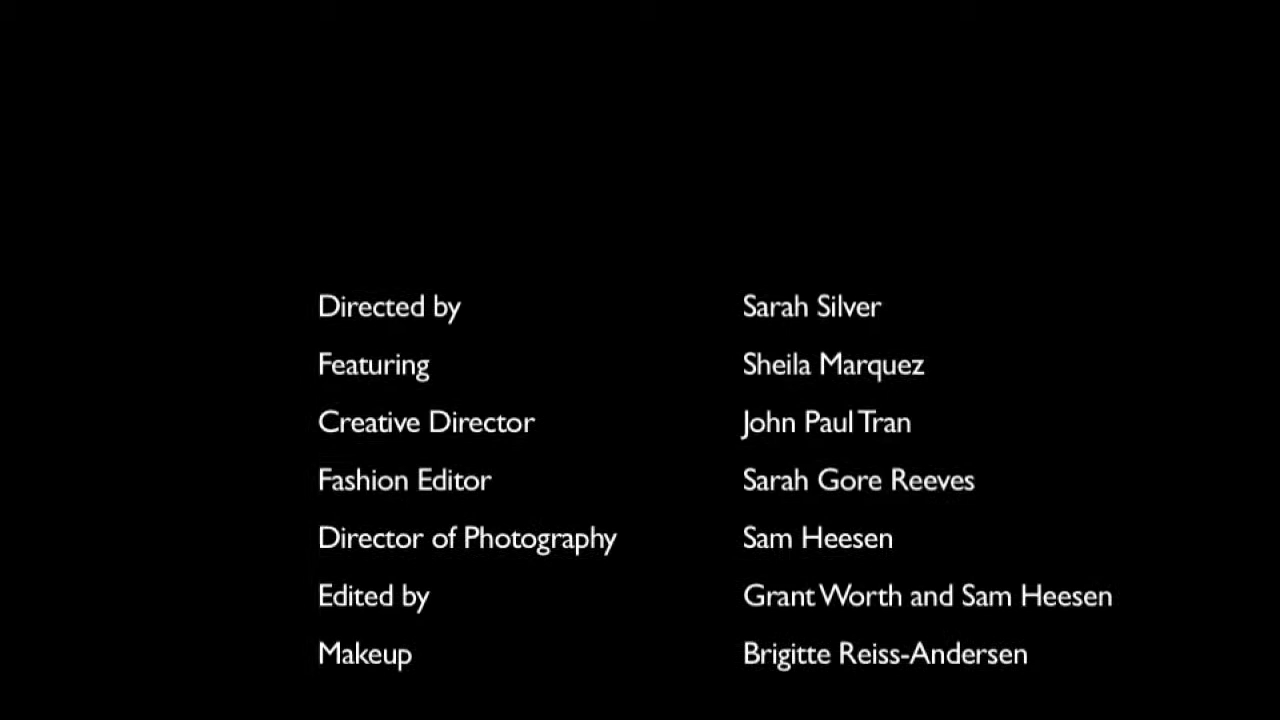 Directed by Sarah Silver
Featuring Sheila Marquez
Creative Director John Paul Tran
Fashion Editor Sarah Gore Reeves
Director of Photography Sam Heesen
Edited by Grant Worth and Sam Heesen
Makeup Brigitte Reiss-Andersen